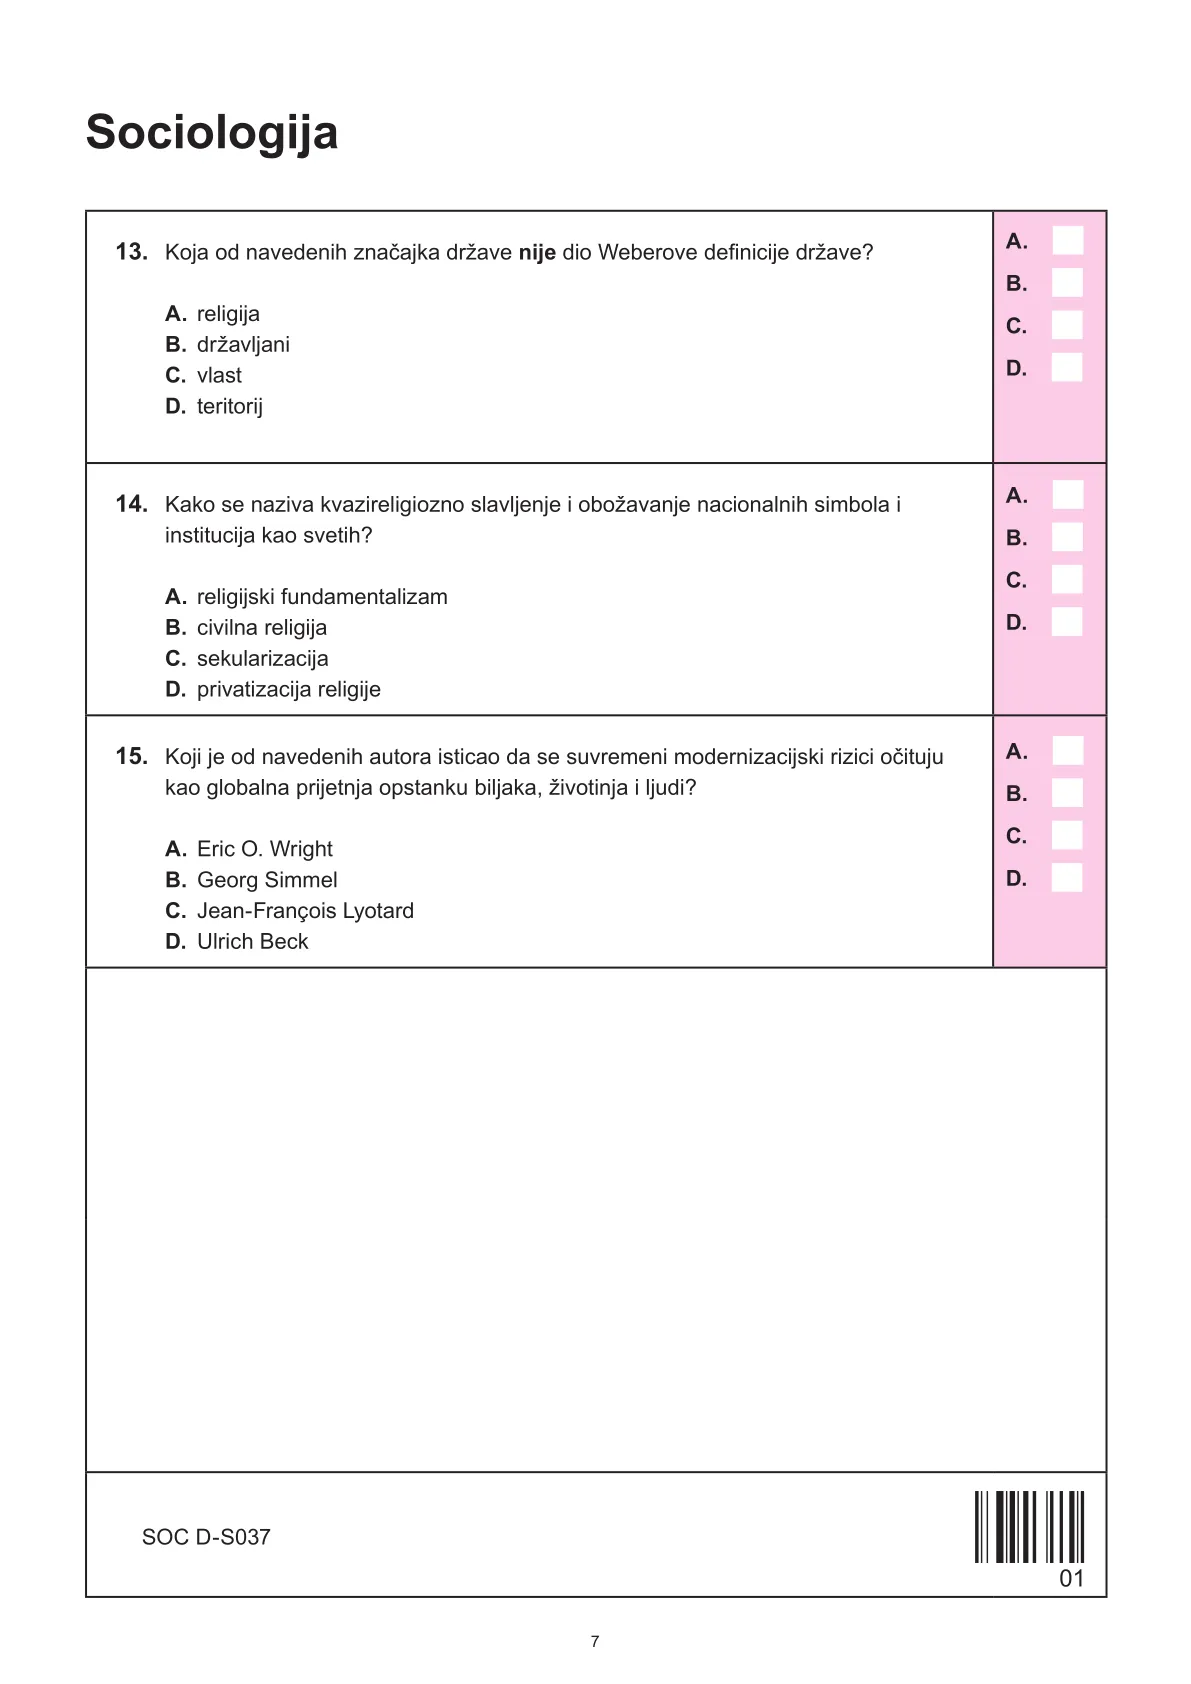 Sociologija
13. Koja od navedenih značajka države nije dio Weberove definicije države?
A. religija
B. državljani
C. vlast
D. teritorij
A.
B.
C.
D.
14. Kako se naziva kvazireligiozno slavljenje i obožavanje nacionalnih simbola i
institucija kao svetih?
A. religijski fundamentalizam
B. civilna religija
C. sekularizacija
D. privatizacija religije
A.
B.
C.
D.
15. Koji je od navedenih autora isticao da se suvremeni modernizacijski rizici očituju
kao globalna prijetnja opstanku biljaka, životinja i ljudi?
A. Eric O. Wright
B. Georg Simmel
C. Jean-François Lyotard
D. Ulrich Beck
A.
B.
C.
D.
SOC D-S037
01
7